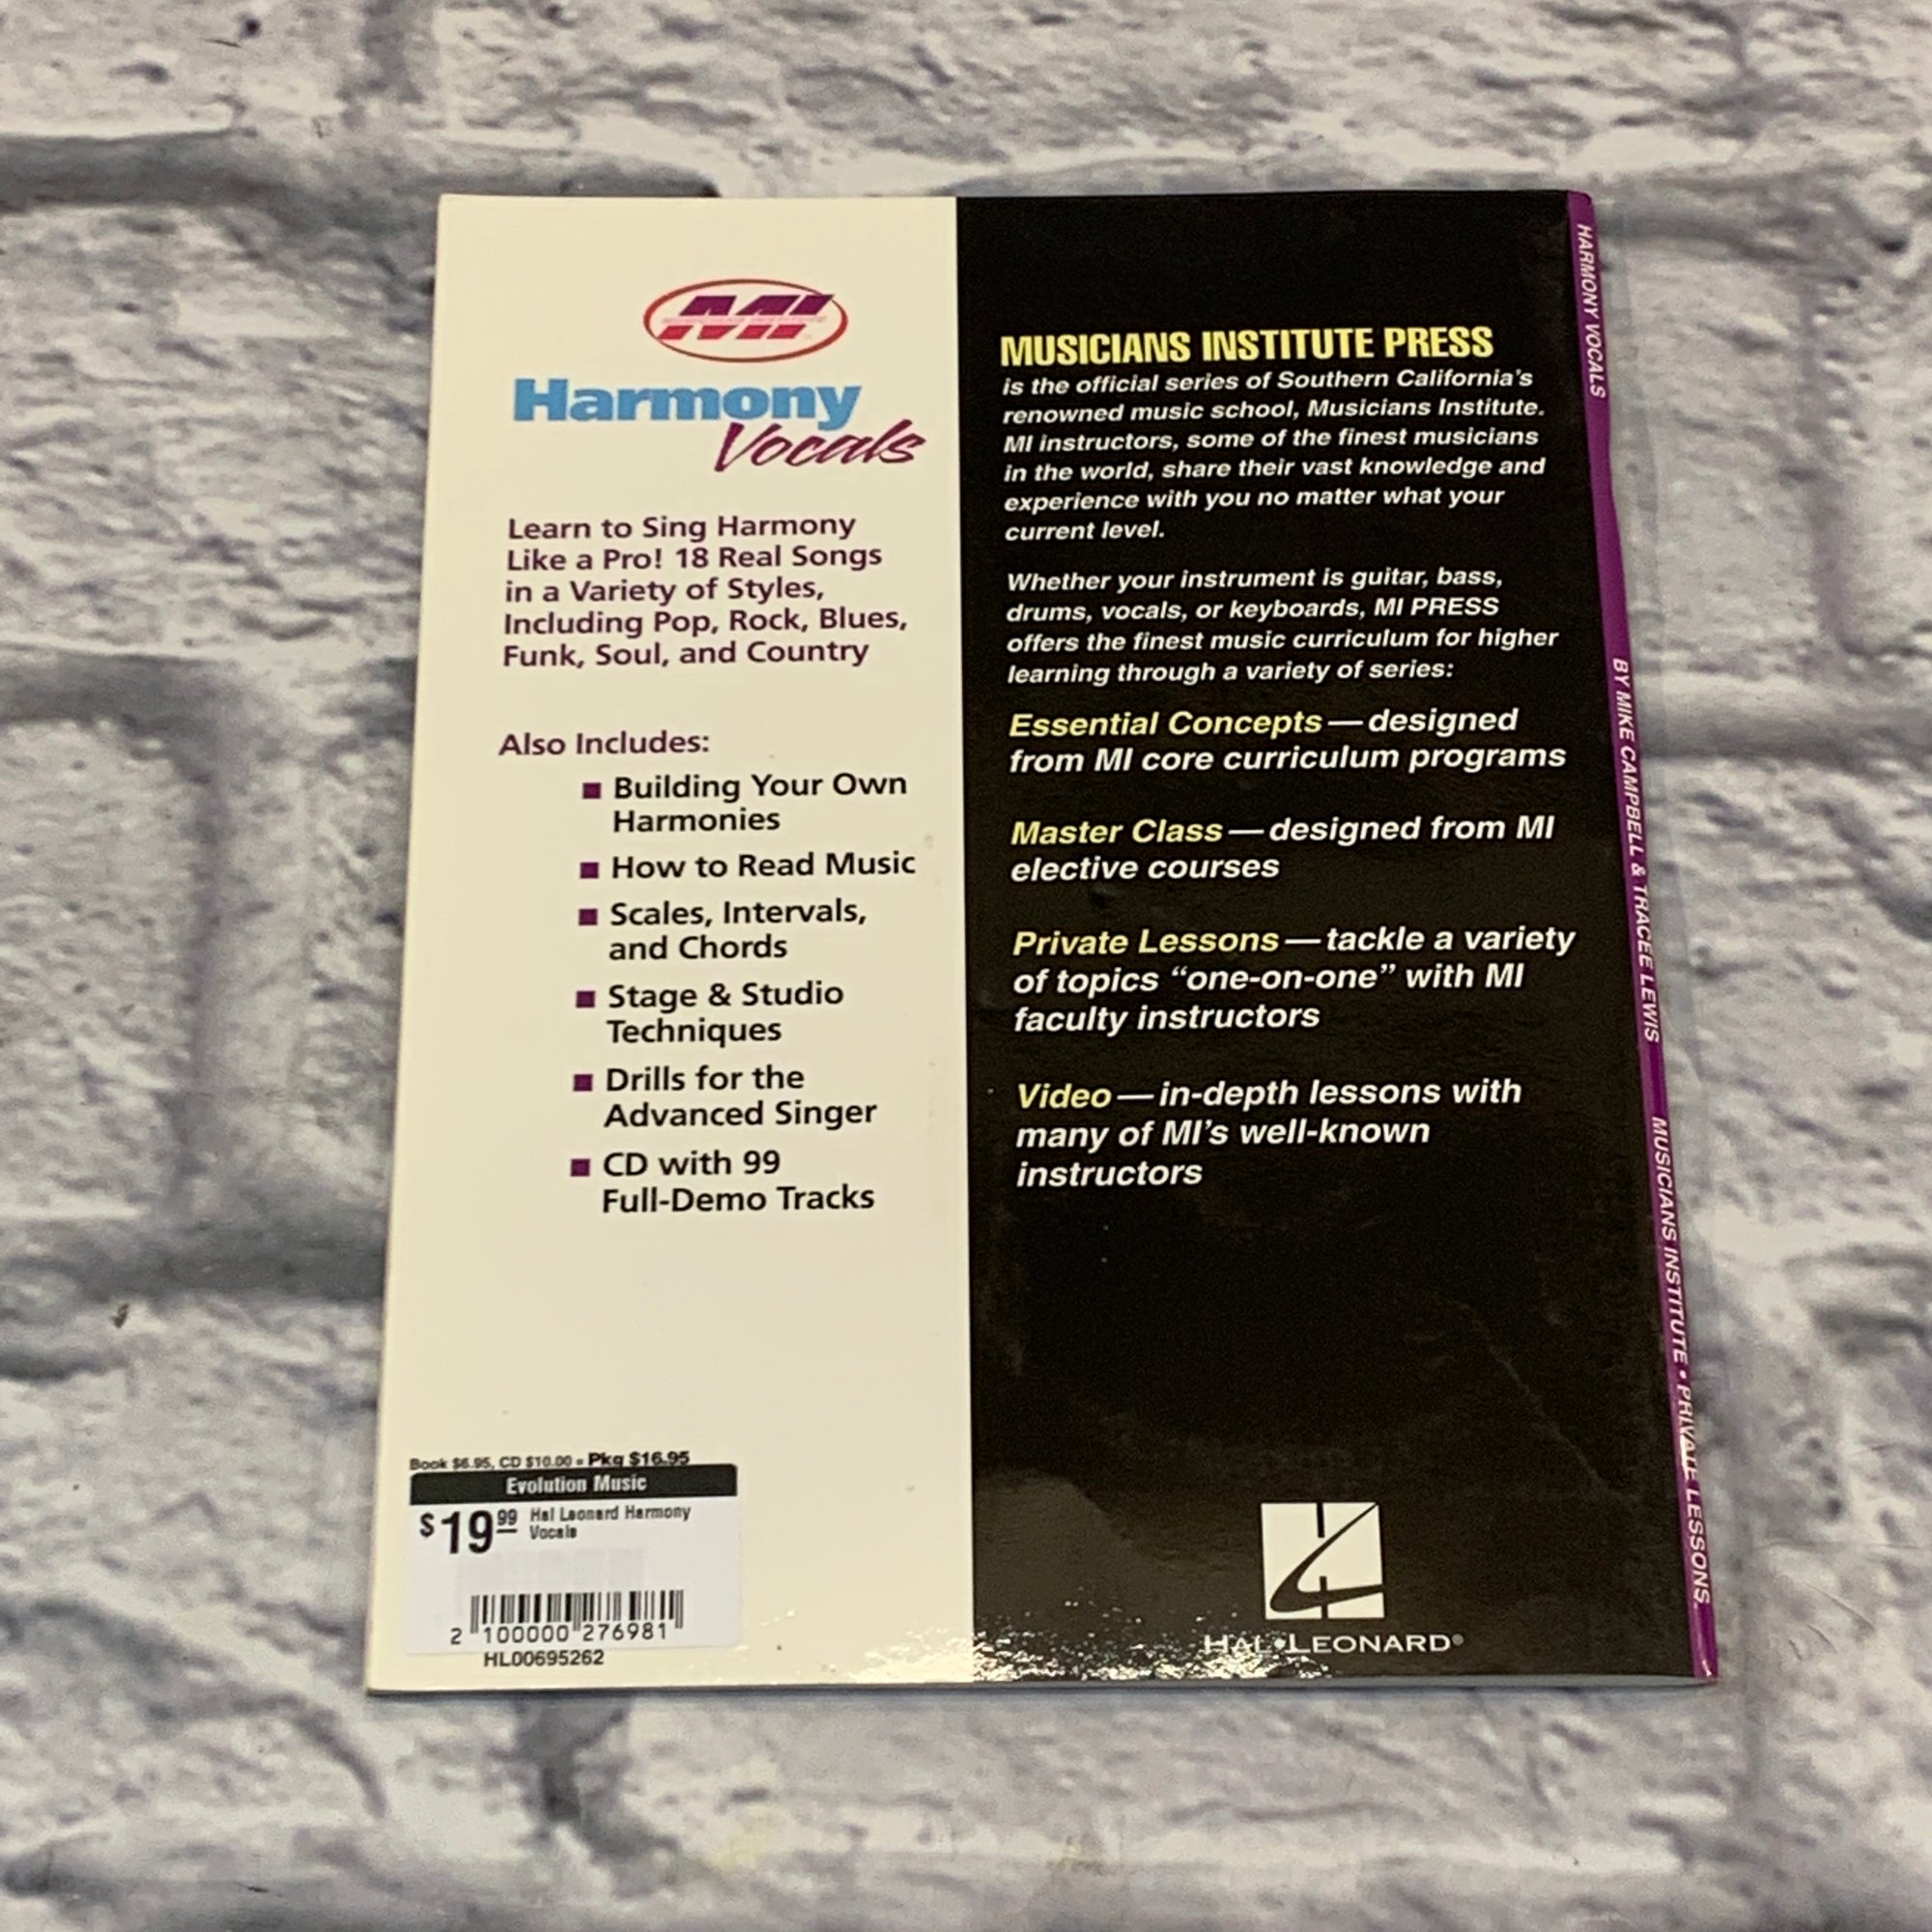 MI
Harmony
Vocals
Learn to Sing Harmony
Like a Pro! 18 Real Songs
in a Variety of Styles,
Including Pop, Rock, Blues,
Funk, Soul, and Country
Also Includes:
■ Building Your Own
Harmonies
■ How to Read Music
■ Scales, Intervals,
and Chords
■ Stage & Studio
Techniques
■ Drills for the
Advanced Singer
■ CD with 99
Full-Demo Tracks
Book $6.95, CD $10.00 = Pkg $16.95
Evolution Music
$19.99 Hal Leonard Harmony
Vocals
2 100000 276981
HL00695262
MUSICIANS INSTITUTE PRESS
is the official series of Southern California's
renowned music school, Musicians Institute.
MI instructors, some of the finest musicians
in the world, share their vast knowledge and
experience with you no matter what your
current level.
Whether your instrument is guitar, bass,
drums, vocals, or keyboards, MI PRESS
offers the finest music curriculum for higher
learning through a variety of series:
Essential Concepts—designed
from MI core curriculum programs
Master Class—designed from MI
elective courses
Private Lessons—tackle a variety
of topics “one-on-one” with MI
faculty instructors
Video—in-depth lessons with
many of MI's well-known
instructors
HAL•LEONARD®
HARMONY VOCALS
BY MIKE CAMPBELL & TRACEE LEWIS
MUSICIANS INSTITUTE • PRIVATE LESSONS